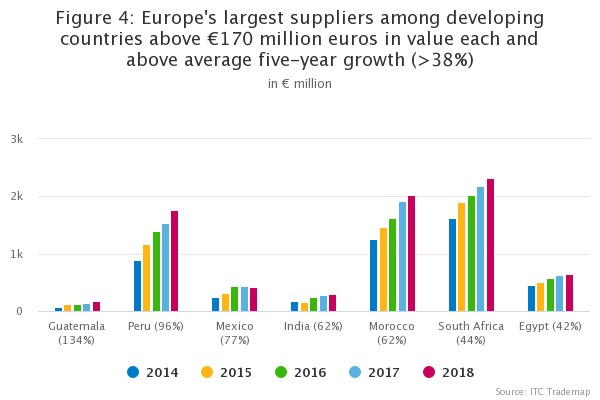 Figure 4: Europe's largest suppliers among developing
countries above €170 million euros in value each and
above average five-year growth (>38%)
in € million
3k
2k
1k
0
Guatemala
(134%)
Peru (96%)
Mexico
(77%)
India (62%)
Morocco
(62%)
South Africa
(44%)
Egypt (42%)
2014 2015 2016 2017 2018
Source: ITC Trademap